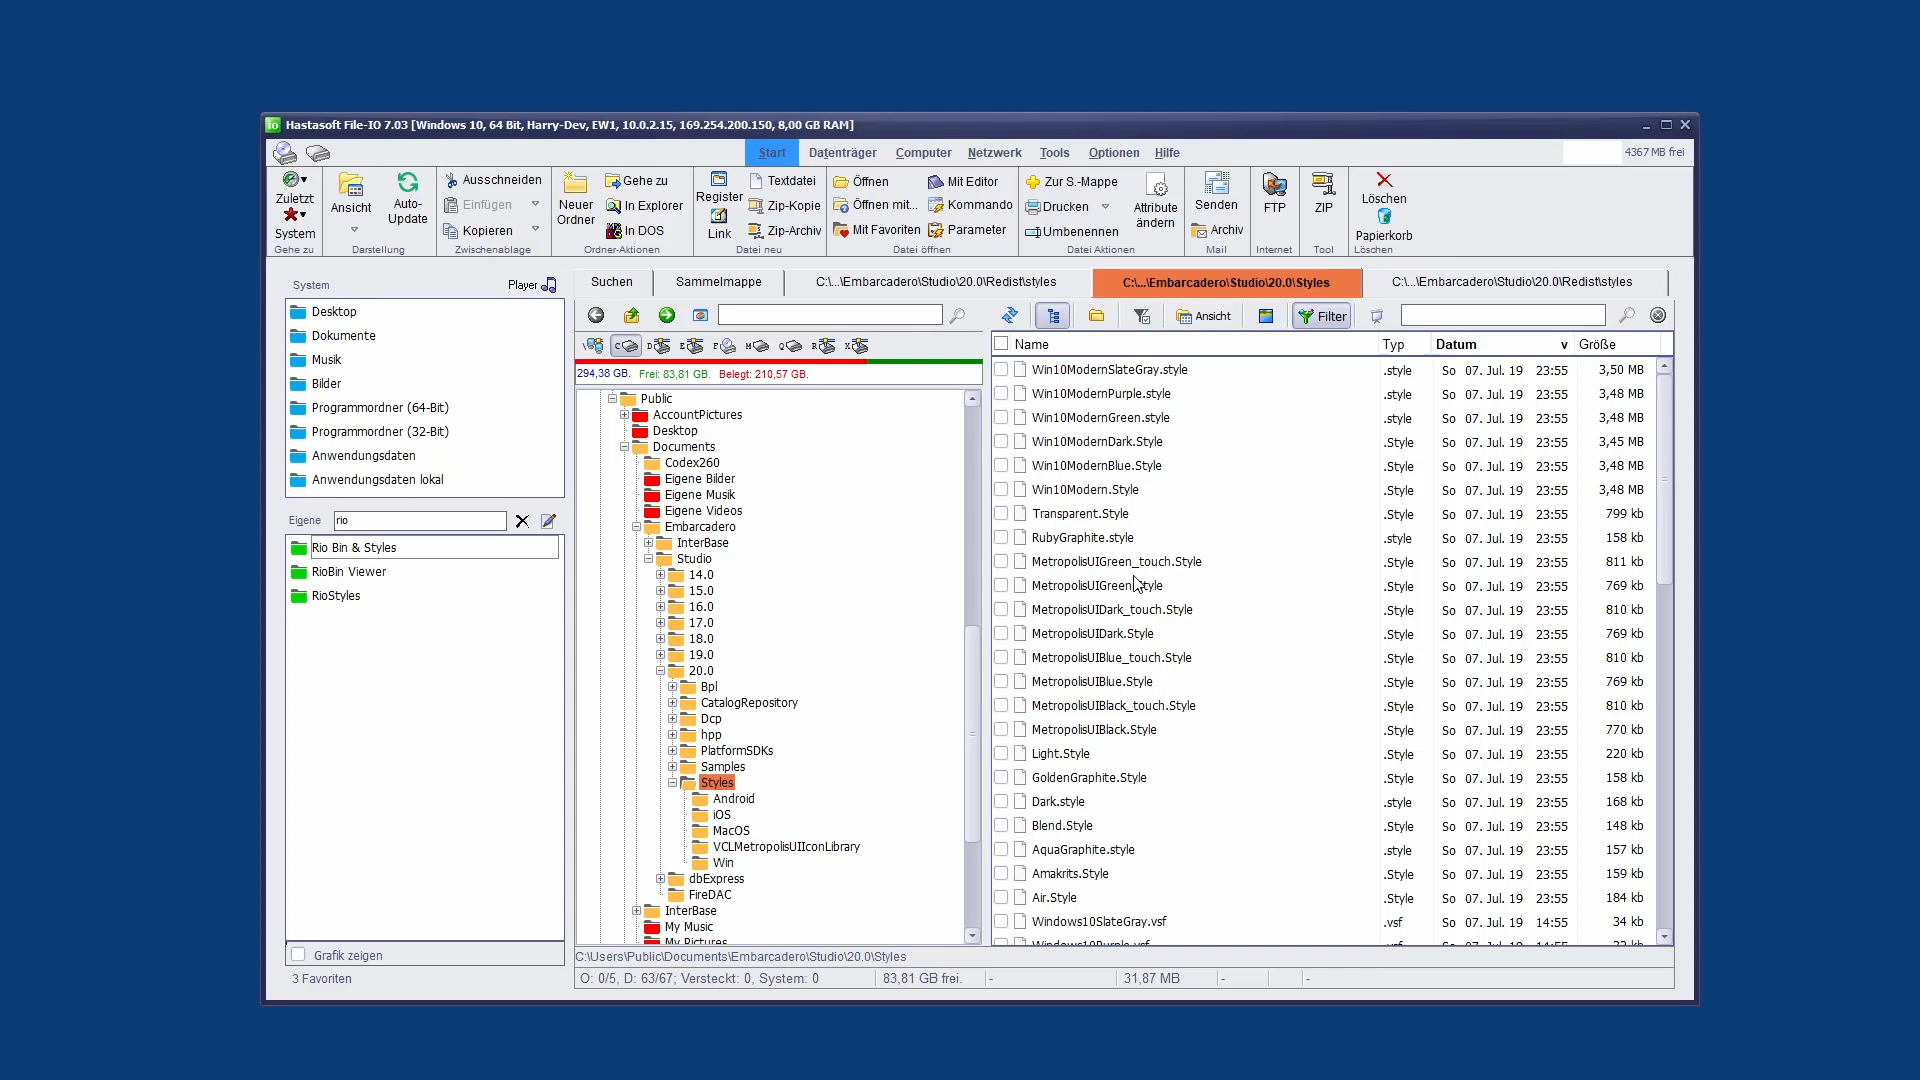 Hastasoft File-IO 7.03 [Windows 10, 64 Bit, Harry-Dev, EW1, 10.0.2.15, 169.254.200.150, 8,00 GB RAM]
Start Datenträger Computer Netzwerk Tools Optionen Hilfe
4367 MB frei
Zuletzt
System
Gehe zu
Ansicht
Auto-
Update
Darstellung
Ausschneiden
Einfügen
Kopieren
Zwischenablage
Neuer
Ordner
Gehe zu
In Explorer
In DOS
Ordner-Aktionen
Register
Link
Textdatei
Zip-Kopie
Zip-Archiv
Datei neu
Öffnen
Öffnen mit...
Mit Favoriten
Mit Editor
Kommando
Parameter
Datei öffnen
Zur S.-Mappe
Drucken
Umbenennen
Attribute
ändern
Datei Aktionen
Senden
Archiv
Mail
FTP
Internet
ZIP
Tool
Löschen
Papierkorb
Löschen
System
Player
Desktop
Dokumente
Musik
Bilder
Programmordner (64-Bit)
Programmordner (32-Bit)
Anwendungsdaten
Anwendungsdaten lokal
Eigene rio
Rio Bin & Styles
RioBin Viewer
RioStyles
Grafik zeigen
3 Favoriten
Suchen
Sammelmappe
C:\...\Embarcadero\Studio\20.0\Redist\styles
C:\...\Embarcadero\Studio\20.0\Styles
C:\...\Embarcadero\Studio\20.0\Redist\styles
Ansicht
Filter
\ C D E F M Q R X
294,38 GB. Frei: 83,81 GB. Belegt: 210,57 GB.
Public
AccountPictures
Desktop
Documents
Codex260
Eigene Bilder
Eigene Musik
Eigene Videos
Embarcadero
InterBase
Studio
14.0
15.0
16.0
17.0
18.0
19.0
20.0
Bpl
CatalogRepository
Dcp
hpp
PlatformSDKs
Samples
Styles
Android
iOS
MacOS
VCLMetropolisUIIconLibrary
Win
dbExpress
FireDAC
InterBase
My Music
My Pictures
Name Typ Datum v Größe
Win10ModernSlateGray.style .style So 07. Jul. 19 23:55 3,50 MB
Win10ModernPurple.style .style So 07. Jul. 19 23:55 3,48 MB
Win10ModernGreen.style .style So 07. Jul. 19 23:55 3,48 MB
Win10ModernDark.Style .Style So 07. Jul. 19 23:55 3,45 MB
Win10ModernBlue.Style .Style So 07. Jul. 19 23:55 3,48 MB
Win10Modern.Style .Style So 07. Jul. 19 23:55 3,48 MB
Transparent.Style .Style So 07. Jul. 19 23:55 799 kb
RubyGraphite.style .style So 07. Jul. 19 23:55 158 kb
MetropolisUIGreen_touch.Style .Style So 07. Jul. 19 23:55 811 kb
MetropolisUIGreen.Style .Style So 07. Jul. 19 23:55 769 kb
MetropolisUIDark_touch.Style .Style So 07. Jul. 19 23:55 810 kb
MetropolisUIDark.Style .Style So 07. Jul. 19 23:55 769 kb
MetropolisUIBlue_touch.Style .Style So 07. Jul. 19 23:55 810 kb
MetropolisUIBlue.Style .Style So 07. Jul. 19 23:55 769 kb
MetropolisUIBlack_touch.Style .Style So 07. Jul. 19 23:55 810 kb
MetropolisUIBlack.Style .Style So 07. Jul. 19 23:55 770 kb
Light.Style .Style So 07. Jul. 19 23:55 220 kb
GoldenGraphite.Style .Style So 07. Jul. 19 23:55 158 kb
Dark.style .style So 07. Jul. 19 23:55 168 kb
Blend.Style .Style So 07. Jul. 19 23:55 148 kb
AquaGraphite.style .style So 07. Jul. 19 23:55 157 kb
Amakrits.Style .Style So 07. Jul. 19 23:55 159 kb
Air.Style .Style So 07. Jul. 19 23:55 184 kb
Windows10SlateGray.vsf .vsf So 07. Jul. 19 14:55 34 kb
C:\Users\Public\Documents\Embarcadero\Studio\20.0\Styles
O: 0/5, D: 63/67; Versteckt: 0, System: 0 83,81 GB frei. - 31,87 MB - -